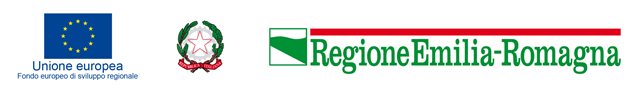 Unione europea
Fondo europeo di sviluppo regionale
RegioneEmilia-Romagna